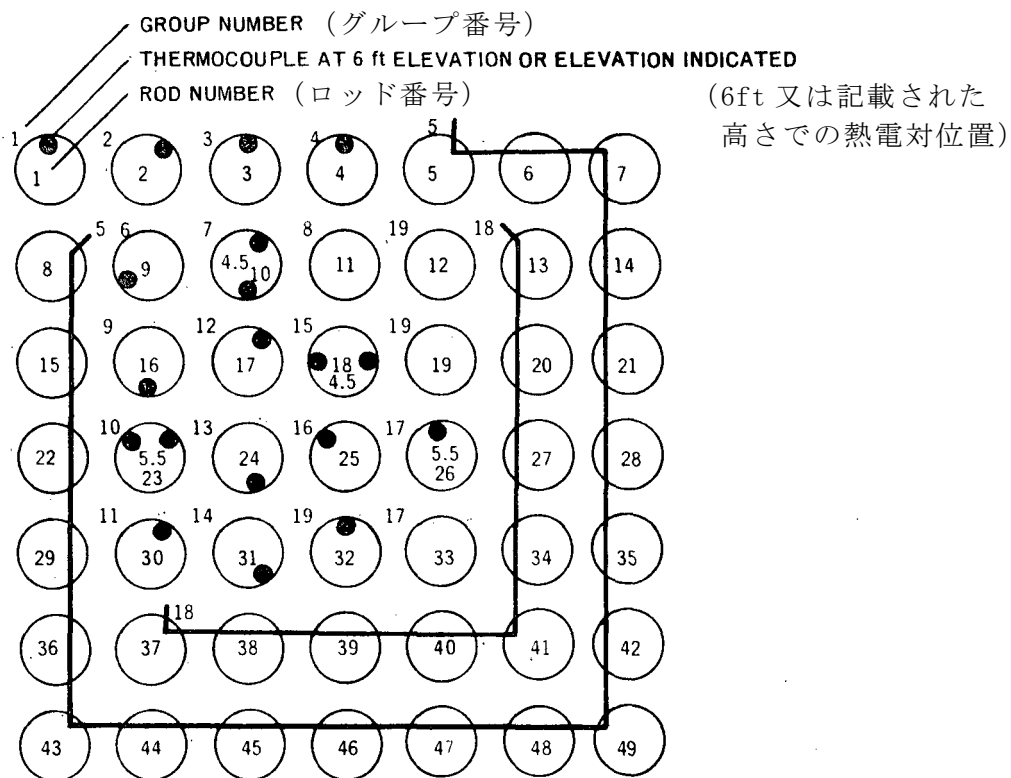 GROUP NUMBER (グループ番号)
THERMOCOUPLE AT 6 ft ELEVATION OR ELEVATION INDICATED
ROD NUMBER (ロッド番号)
(6ft 又は記載された
高さでの熱電対位置)
1 2 3 4 5
1 2 3 4 5 6 7
5 6 7 8 19 18
8 9 4.5 10 11 12 13 14
9 12 15 19
15 16 17 18 4.5 19 20 21
10 13 16 17
22 5.5 23 24 25 5.5 26 27 28
11 14 19 17
29 30 31 32 33 34 35
18
36 37 38 39 40 41 42
43 44 45 46 47 48 49